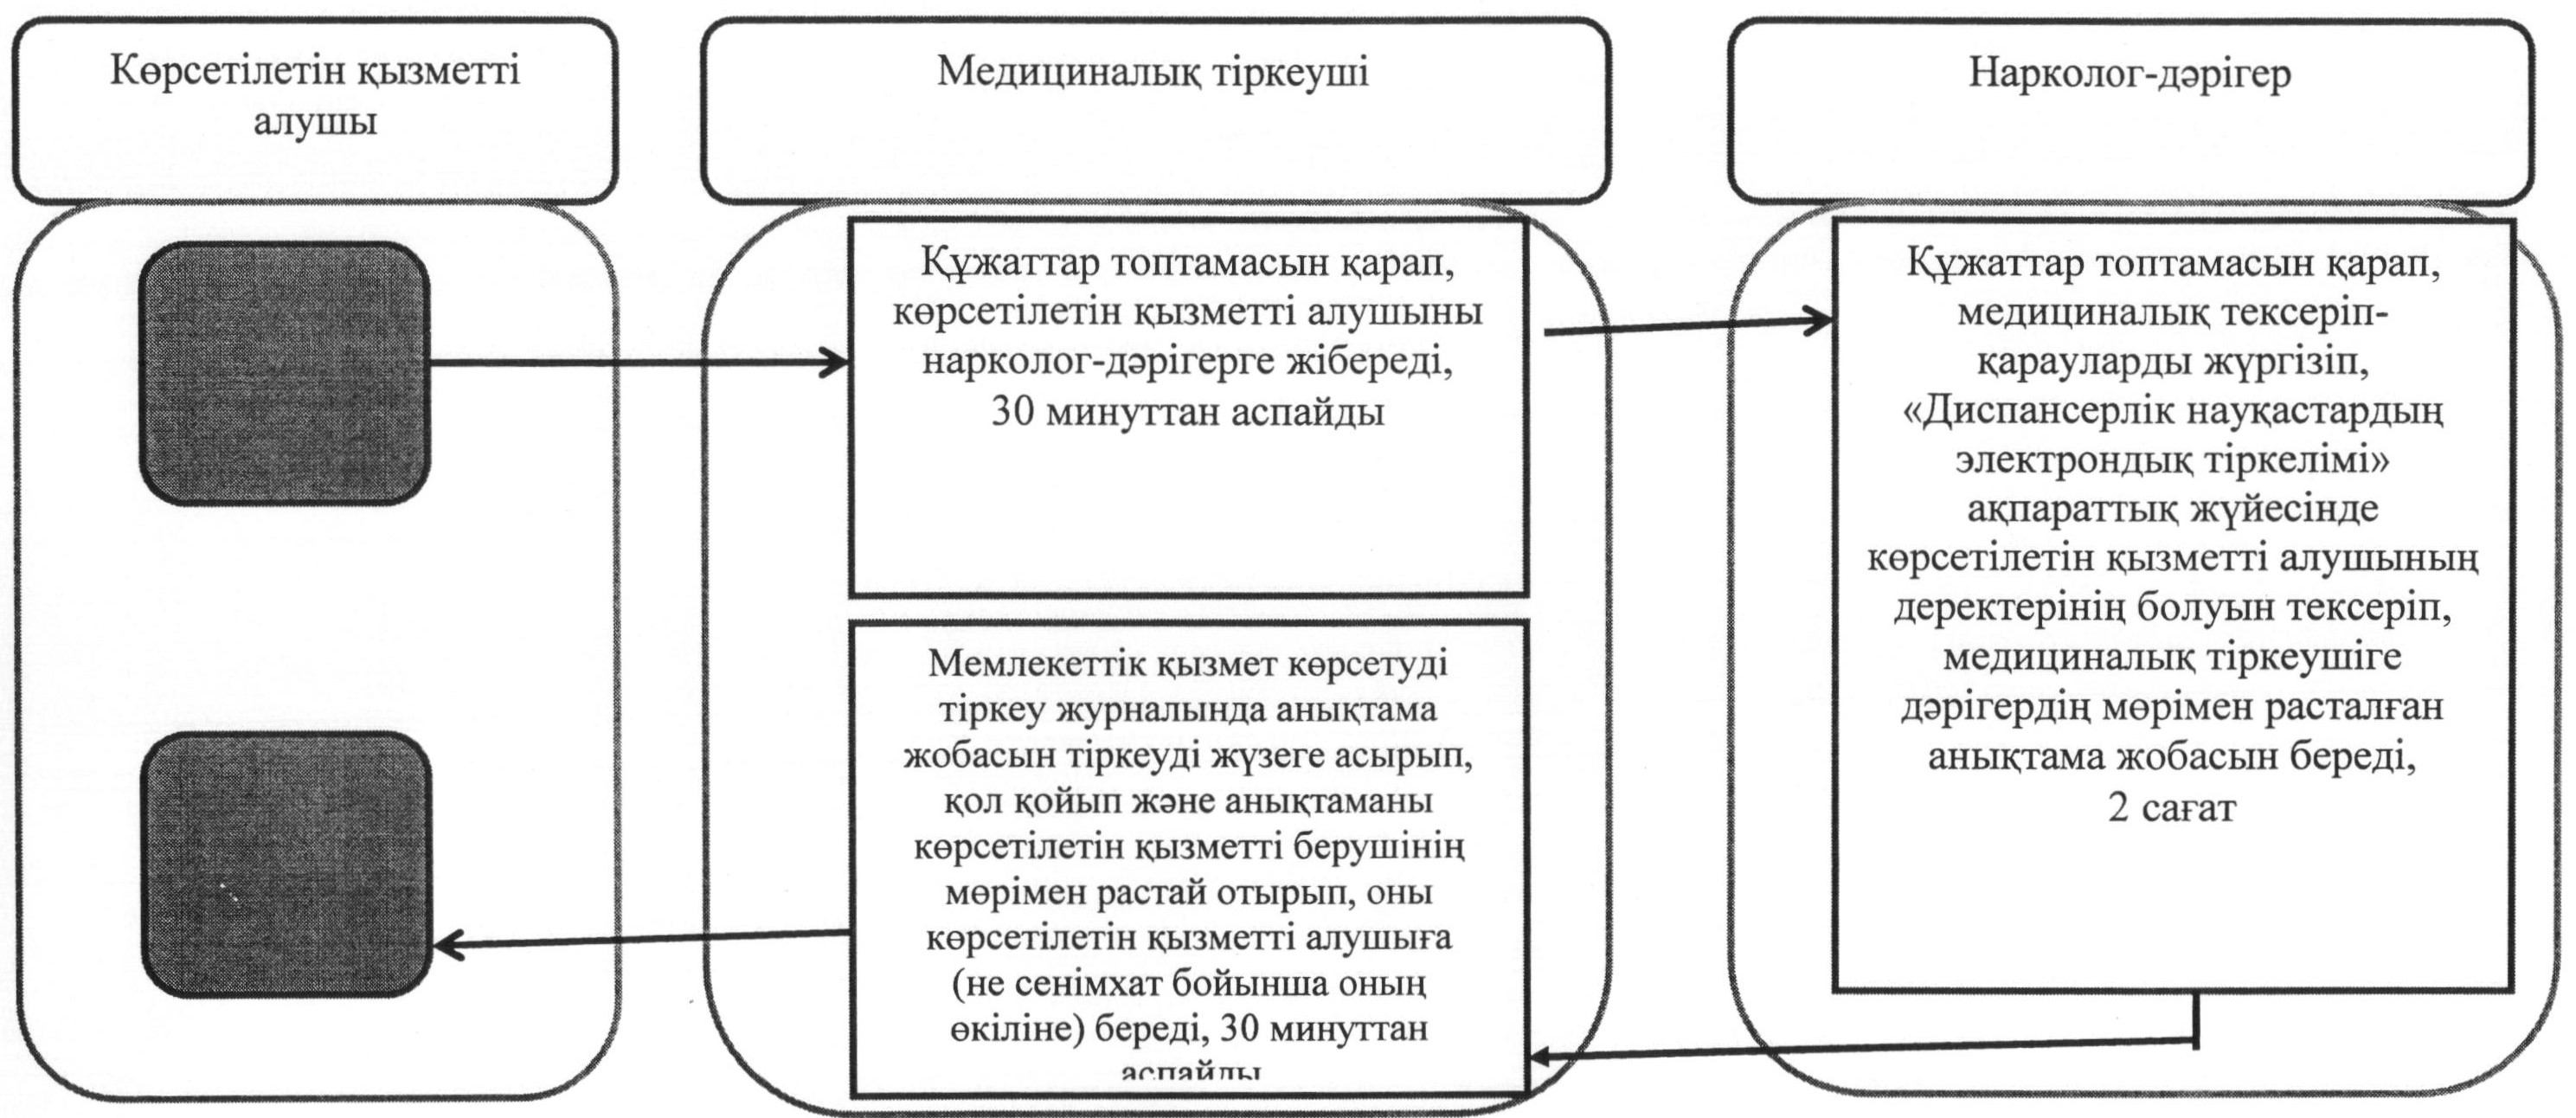 Көрсетілетін қызметті
алушы
Медициналық тіркеуші
Нарколог-дәрігер
Құжаттар топтамасын қарап,
көрсетілетін қызметті алушыны
нарколог-дәрігерге жібереді,
30 минуттан аспайды
Құжаттар топтамасын қарап,
медициналық тексеріп-
қарауларды жүргізіп,
«Диспансерлік науқастардың
электрондық тіркелімі»
ақпараттық жүйесінде
көрсетілетін қызметті алушының
деректерінің болуын тексеріп,
медициналық тіркеушіге
дәрігердің мөрімен расталған
анықтама жобасын береді,
2 сағат
Мемлекеттік қызмет көрсетуді
тіркеу журналында анықтама
жобасын тіркеуді жүзеге асырып,
қол қойып және анықтаманы
көрсетілетін қызметті берушінің
мөрімен растай отырып, оны
көрсетілетін қызметті алушыға
(не сенімхат бойынша оның
өкіліне) береді, 30 минуттан
аспайды